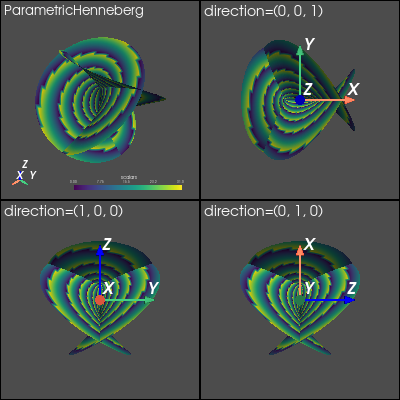 ParametricHenneberg
direction=(0, 0, 1)
Y
Z
X
Z
X
Y
scalars
direction=(1, 0, 0)
direction=(0, 1, 0)
Z
X
Y
X
Y
Z